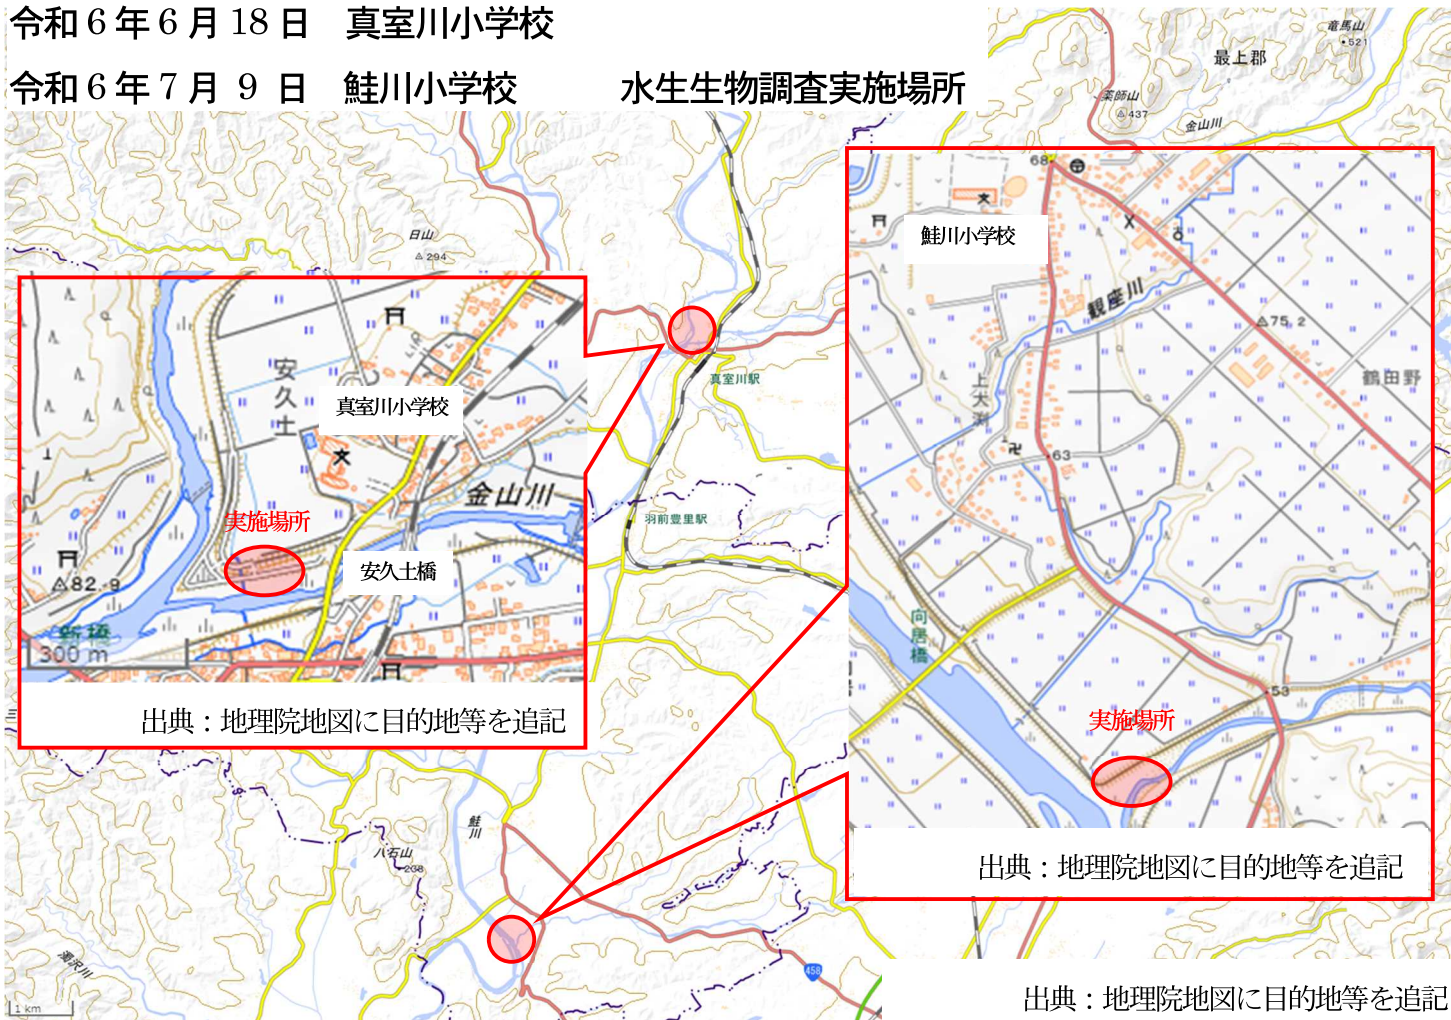 令和６年６月１８日　真室川小学校
令和６年７月 ９ 日　鮭川小学校　　　水生生物調査実施場所
竜馬山
521
最上郡
薬師山
437
金山川
日山
294
68
鮭川小学校
観座川
75.2
鶴田野
上大渕
63
安久土
真室川小学校
金山川
実施場所
安久土橋
82.9
新橋
300 m
出典：地理院地図に目的地等を追記
真室川駅
羽前豊里駅
向居橋
53
実施場所
出典：地理院地図に目的地等を追記
鮭川
八石山
208
湯沢川
458
1 km
出典：地理院地図に目的地等を追記